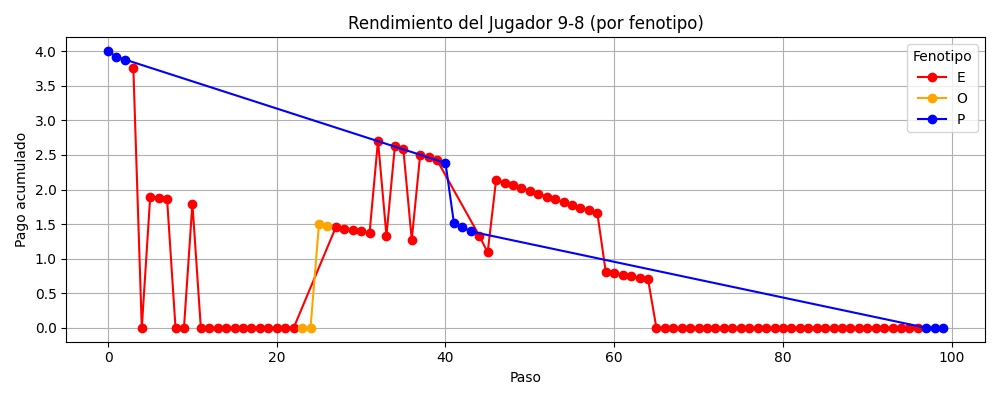 Rendimiento del Jugador 9-8 (por fenotipo)
Fenotipo
E
O
P
Pago acumulado
4.0
3.5
3.0
2.5
2.0
1.5
1.0
0.5
0.0
0 20 40 60 80 100
Paso